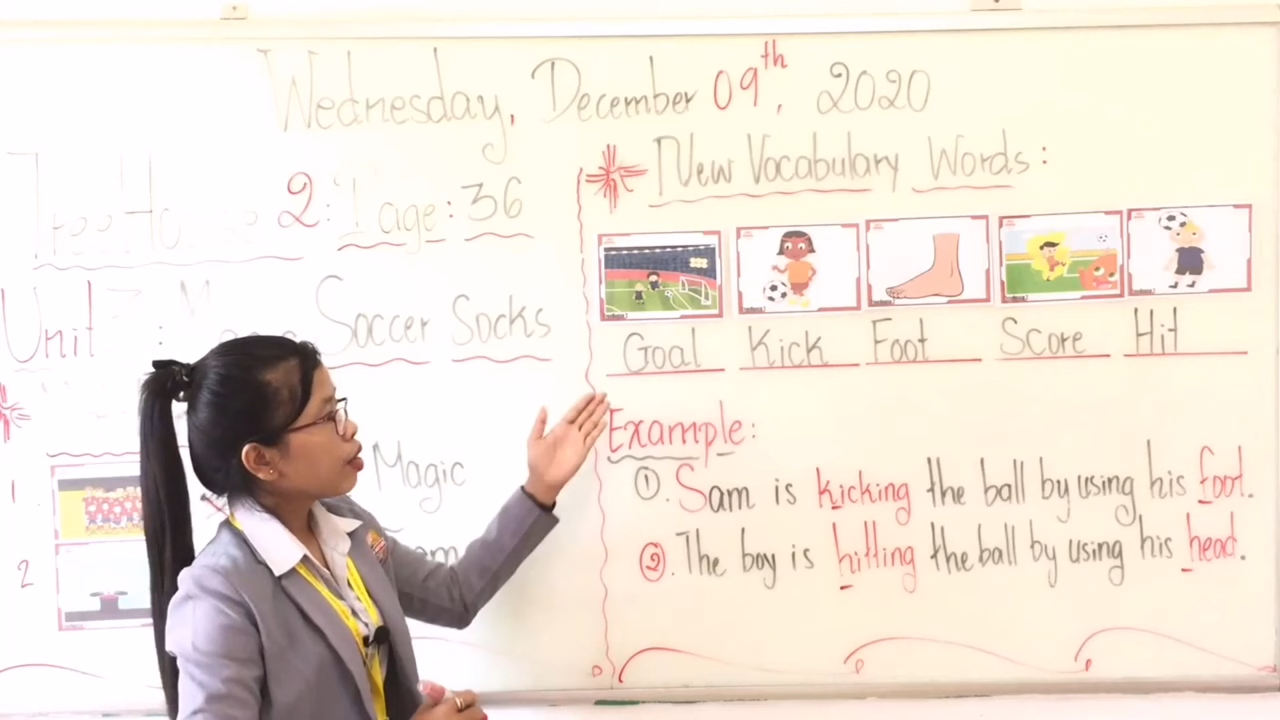 Wednesday, December 09th, 2020
Tree Ho 2: Page: 36
Unit : Soccer Socks
1 Magic
2
New Vocabulary Words:
Goal Kick Foot Score Hit
Example:
1. Sam is kicking the ball by using his foot.
2. The boy is hitting the ball by using his head.